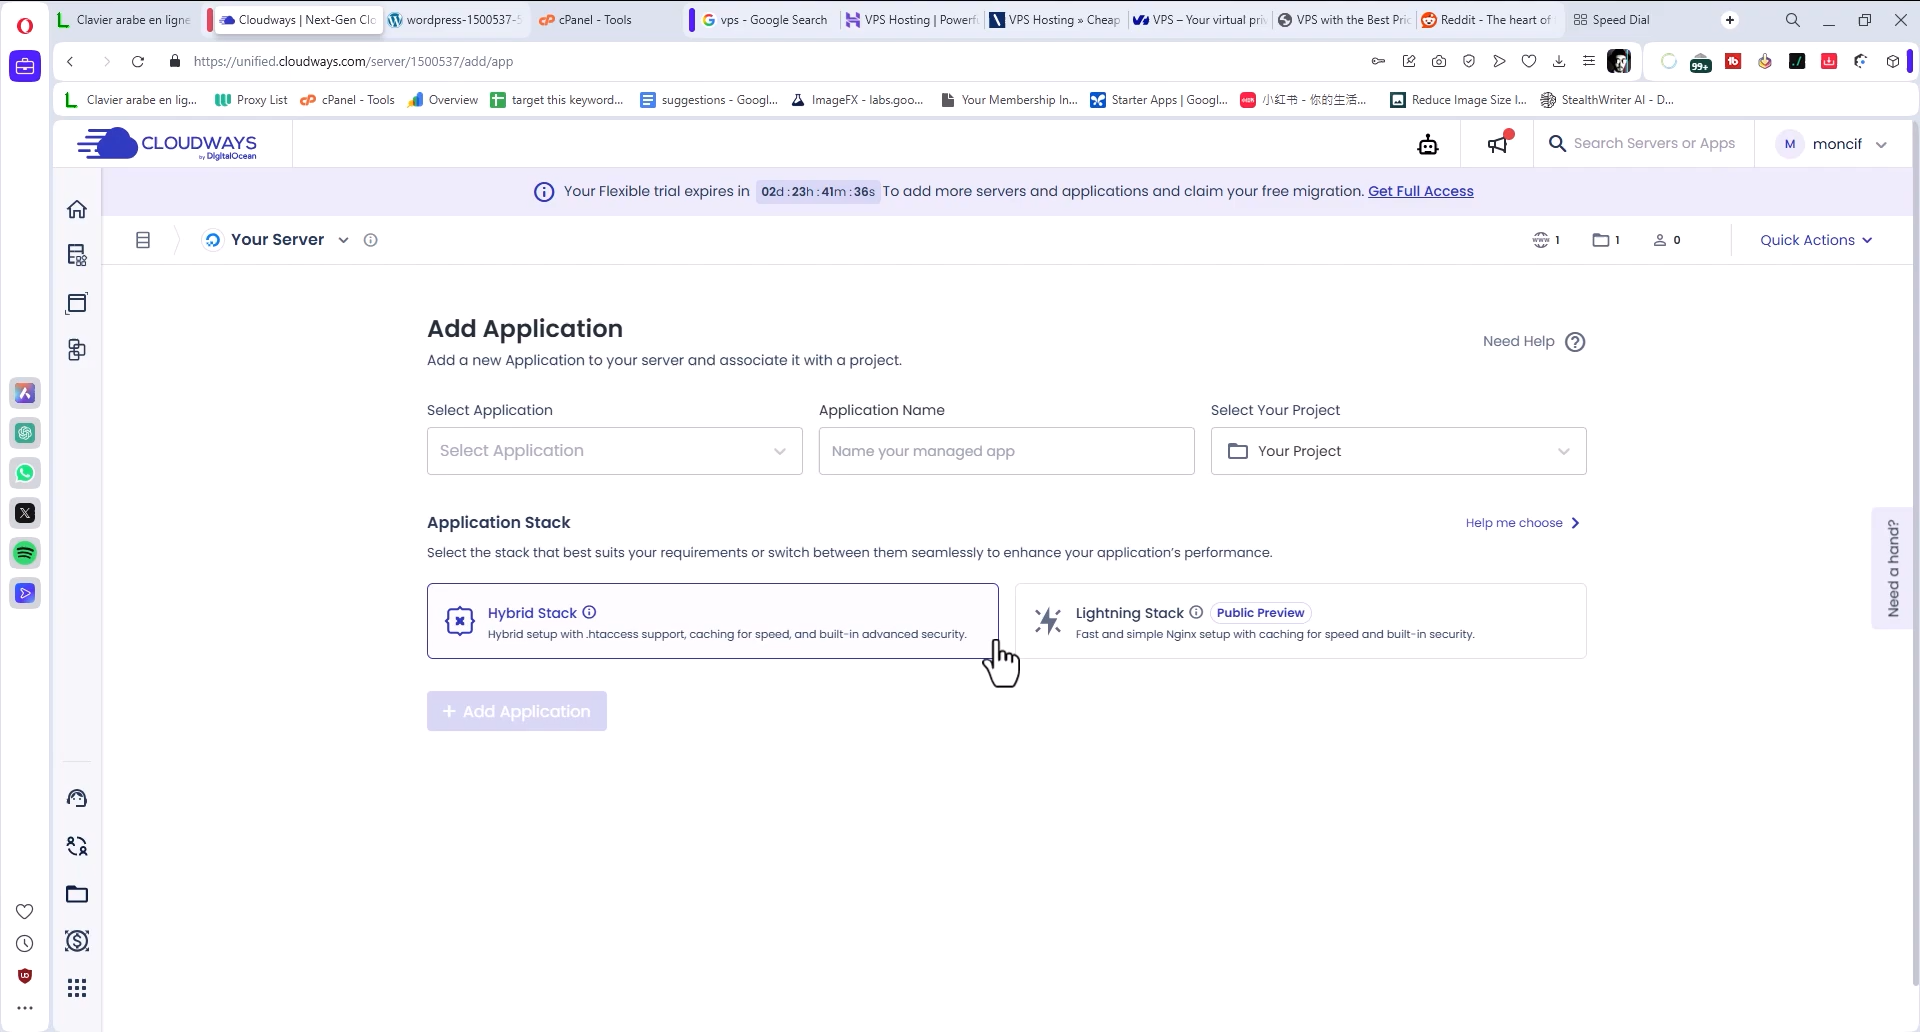 Clavier arabe en ligne
Cloudways | Next-Gen Clo
wordpress-1500537-5
cPanel - Tools
vps - Google Search
VPS Hosting | Powerfu
VPS Hosting » Cheap
VPS – Your virtual priv
VPS with the Best Pric
Reddit - The heart of
Speed Dial
https://unified.cloudways.com/server/1500537/add/app
99+
Clavier arabe en lig...
Proxy List
cPanel - Tools
Overview
target this keyword...
suggestions - Googl...
ImageFX - labs.goo...
Your Membership In...
Starter Apps | Googl...
小红书 - 你的生活...
Reduce Image Size I...
StealthWriter AI - D...
CLOUDWAYS
by DigitalOcean
Search Servers or Apps
M
moncif
Your Flexible trial expires in 02d : 23h : 41m : 36s To add more servers and applications and claim your free migration. Get Full Access
Your Server
www 1
1
0
Quick Actions
Add Application
Add a new Application to your server and associate it with a project.
Need Help
Select Application
Application Name
Select Your Project
Select Application
Name your managed app
Your Project
Application Stack
Help me choose
Select the stack that best suits your requirements or switch between them seamlessly to enhance your application's performance.
Hybrid Stack
Hybrid setup with .htaccess support, caching for speed, and built-in advanced security.
Lightning Stack
Public Preview
Fast and simple Nginx setup with caching for speed and built-in security.
+ Add Application
Need a hand?